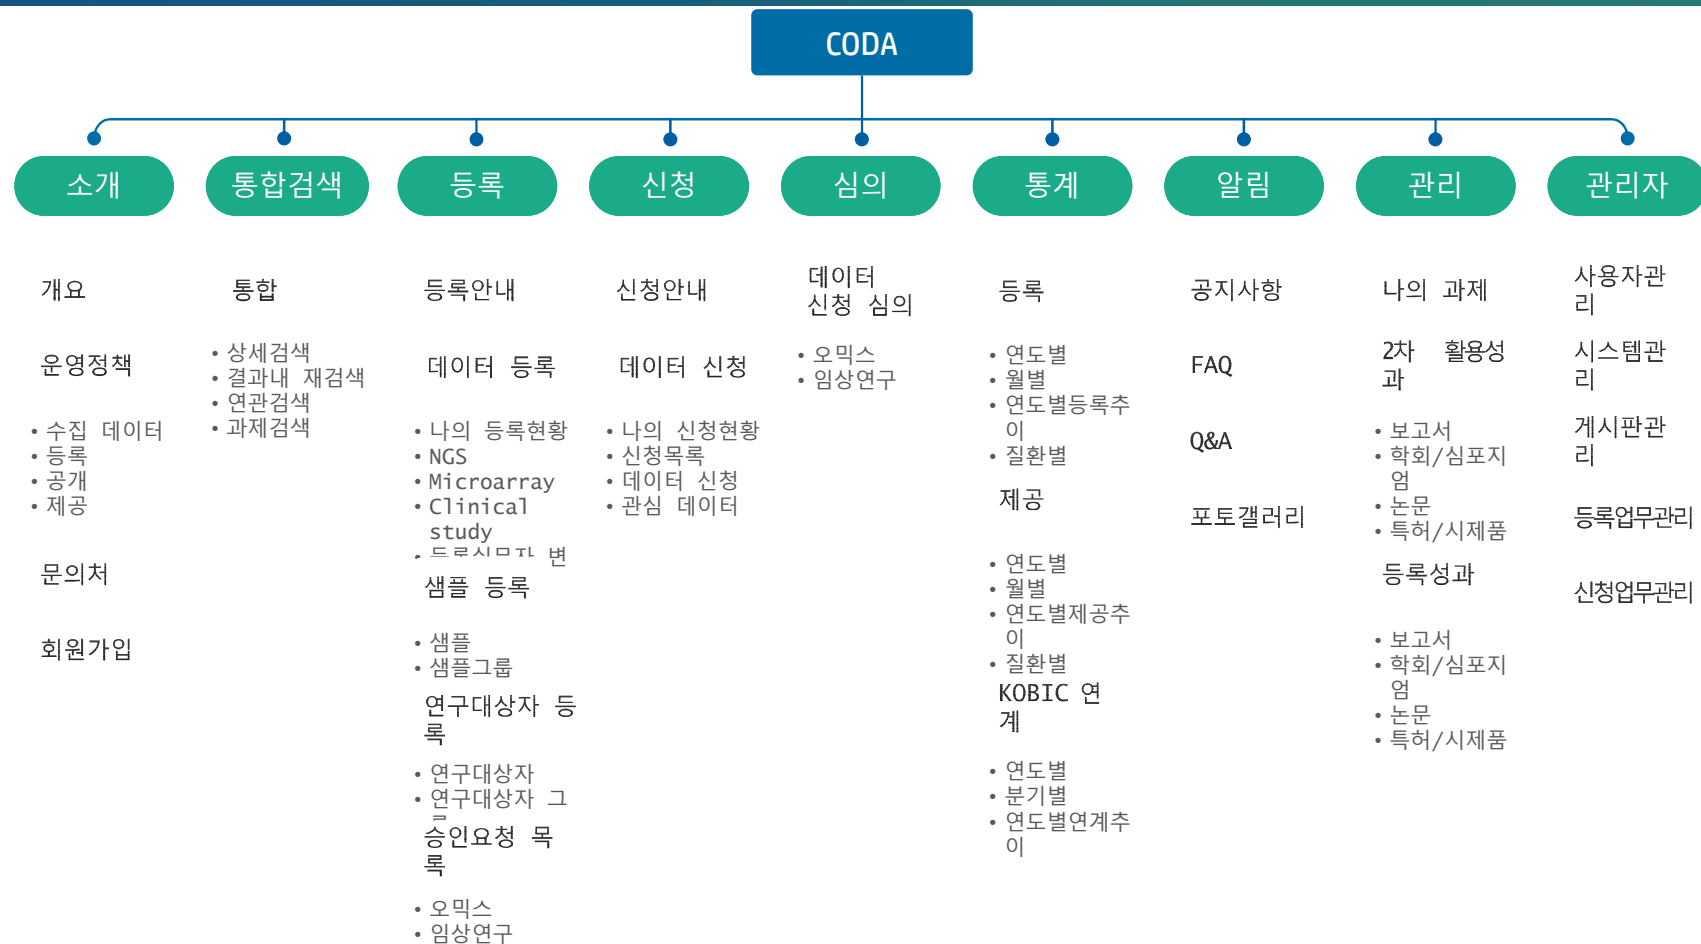 CODA
소개
개요
운영정책
• 수집 데이터
• 등록
• 공개
• 제공
문의처
회원가입
통합검색
통합
• 상세검색
• 결과내 재검색
• 연관검색
• 과제검색
등록
등록안내
데이터 등록
• 나의 등록현황
• NGS
• Microarray
• Clinical
study
• 등록실무자 변
샘플 등록
• 샘플
• 샘플그룹
연구대상자 등
록
• 연구대상자
• 연구대상자 그
승인요청 목
록
• 오믹스
• 임상연구
신청
신청안내
데이터 신청
• 나의 신청현황
• 신청목록
• 데이터 신청
• 관심 데이터
심의
데이터
신청 심의
• 오믹스
• 임상연구
통계
등록
• 연도별
• 월별
• 연도별등록추
이
• 질환별
제공
• 연도별
• 월별
• 연도별제공추
이
• 질환별
KOBIC 연
계
• 연도별
• 분기별
• 연도별연계추
이
알림
공지사항
FAQ
Q&A
포토갤러리
관리
나의 과제
2차 활용성
과
• 보고서
• 학회/심포지
엄
• 논문
• 특허/시제품
등록성과
• 보고서
• 학회/심포지
엄
• 논문
• 특허/시제품
관리자
사용자관
리
시스템관
리
게시판관
리
등록업무관리
신청업무관리